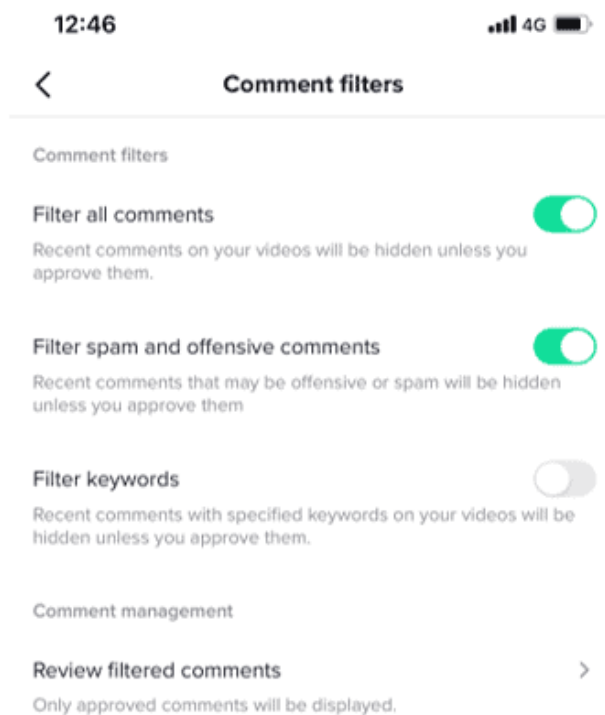 12:46
4G
Comment filters
Comment filters
Filter all comments
Recent comments on your videos will be hidden unless you
approve them.
Filter spam and offensive comments
Recent comments that may be offensive or spam will be hidden
unless you approve them
Filter keywords
Recent comments with specified keywords on your videos will be
hidden unless you approve them.
Comment management
Review filtered comments
Only approved comments will be displayed.